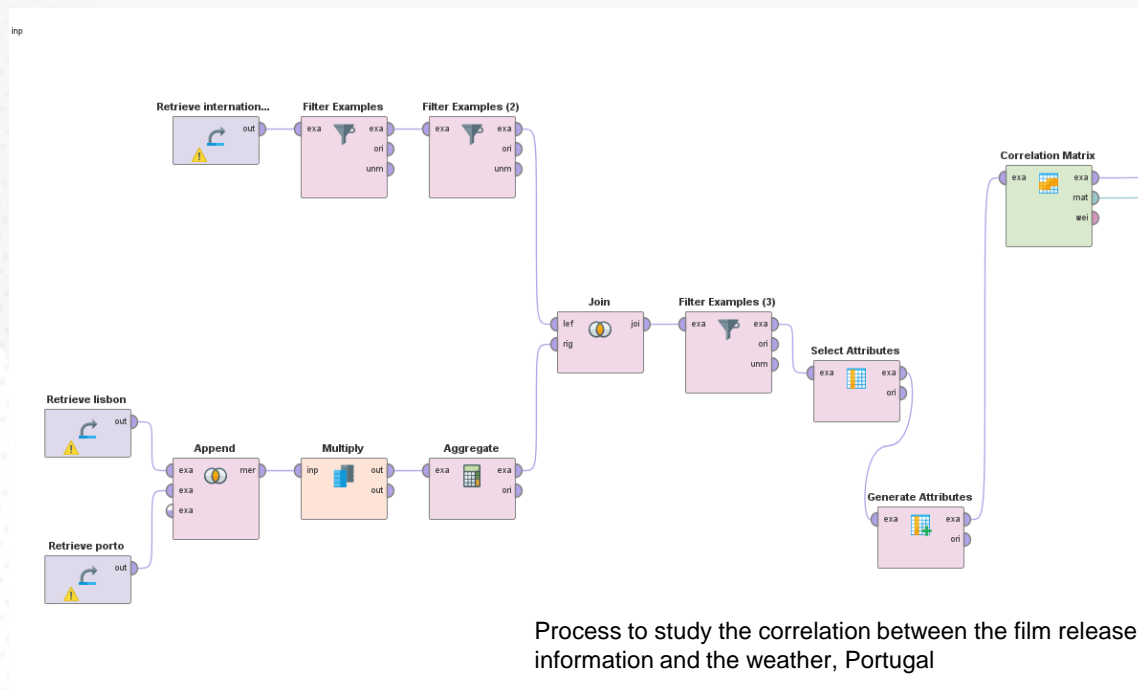 inp
Retrieve internation...
out
Filter Examples
exa exa
ori
unm
Filter Examples (2)
exa exa
ori
unm
Correlation Matrix
exa exa
mat
wei
Join
lef joi
rig
Filter Examples (3)
exa exa
ori
unm
Select Attributes
exa exa
ori
Retrieve lisbon
out
Append
exa mer
exa
exa
Multiply
inp out
out
Aggregate
exa exa
ori
Generate Attributes
exa exa
ori
Retrieve porto
out
Process to study the correlation between the film release
information and the weather, Portugal